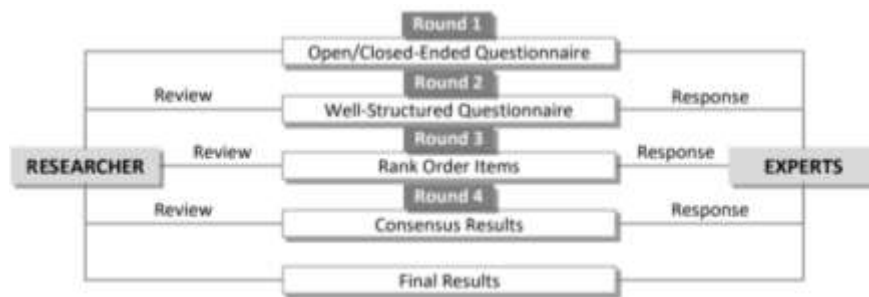 Round 1
Open/Closed-Ended Questionnaire
Round 2
Review
Response
Well-Structured Questionnaire
Round 3
Review
Response
RESEARCHER
Rank Order Items
EXPERTS
Round 4
Review
Response
Consensus Results
Final Results